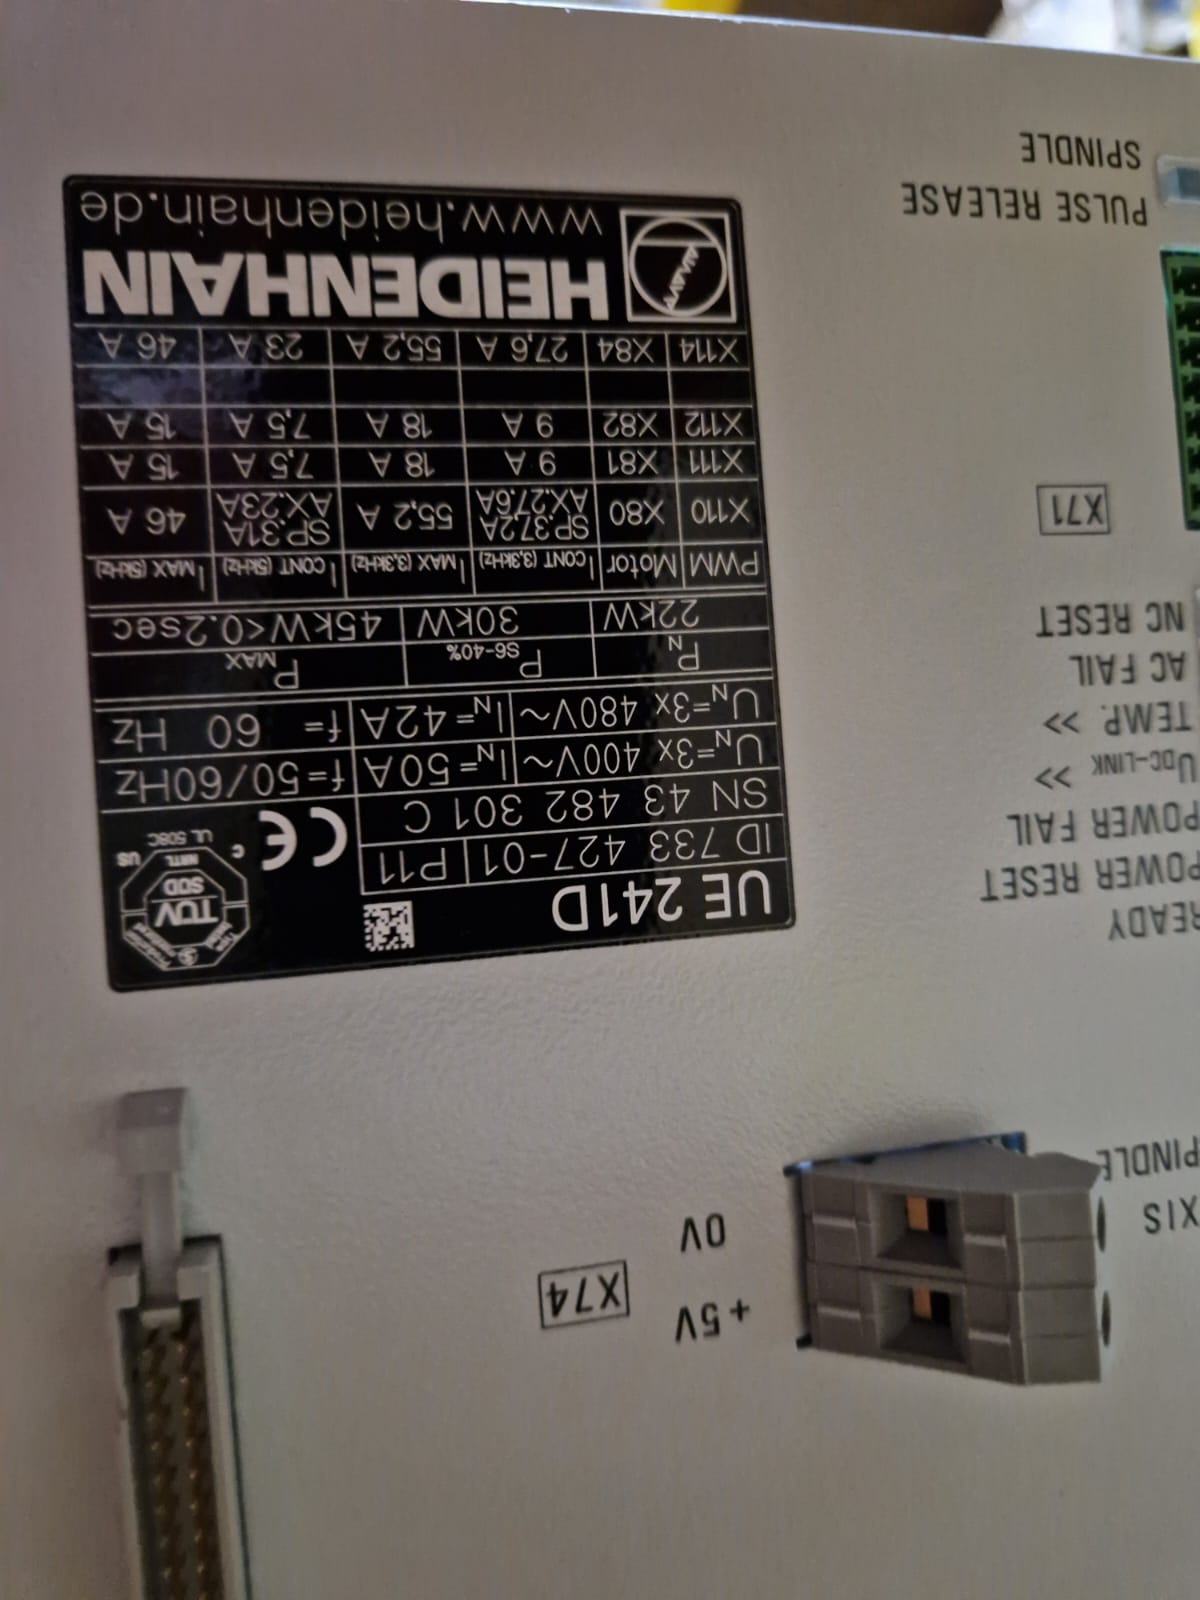 UE 241D
ID 733 427-01 P11
SN 43 482 301 C
TÜV
SÜD
NRTL
C US
UL 508C
CE
UN=3x 400V~ IN=50A f=50/60Hz
UN=3x 480V~ IN=42A f= 60 Hz
PN P S6-40% PMAX
22kW 30kW 45kW<0.2sec
PWM Motor ICONT (3,3kHz) IMAX (3,3kHz) ICONT (5kHz) IMAX (5kHz)
X110 X80 SP.37.2A AX.27.6A 55,2 A SP.31A AX.23A 46 A
X111 X81 9 A 18 A 7,5 A 15 A
X112 X82 9 A 18 A 7,5 A 15 A
X114 X84 27,6 A 55,2 A 23 A 46 A
HEIDENHAIN
www.heidenhain.de
XIS
PINDLE
+5V
0V
X74
READY
POWER RESET
POWER FAIL
UDC-LINK >>
TEMP. >>
AC FAIL
NC RESET
X71
PULSE RELEASE
SPINDLE